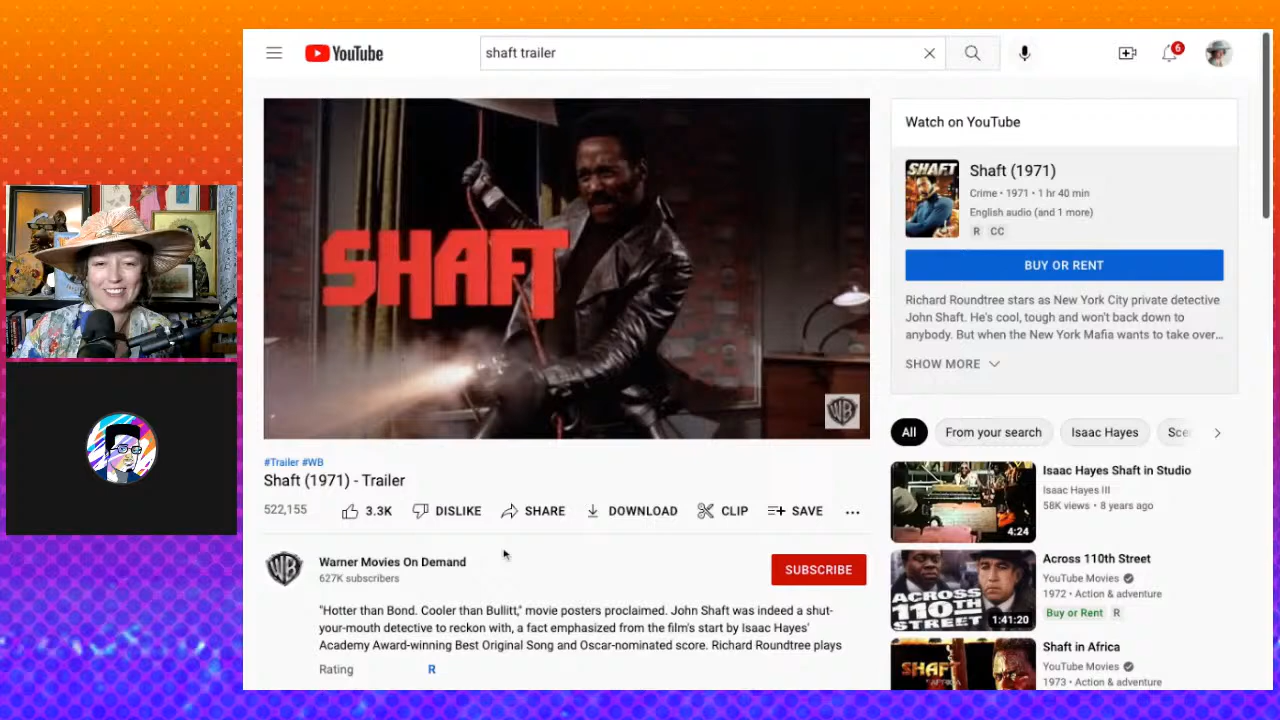 YouTube
shaft trailer
6
SHAFT
WB
#Trailer #WB
Shaft (1971) - Trailer
522,155
3.3K
DISLIKE
SHARE
DOWNLOAD
CLIP
SAVE
Warner Movies On Demand
627K subscribers
SUBSCRIBE
"Hotter than Bond. Cooler than Bullitt," movie posters proclaimed. John Shaft was indeed a shut-
your-mouth detective to reckon with, a fact emphasized from the film's start by Isaac Hayes'
Academy Award-winning Best Original Song and Oscar-nominated score. Richard Roundtree plays
Rating R
Watch on YouTube
SHAFT
Shaft (1971)
Crime • 1971 • 1 hr 40 min
English audio (and 1 more)
R CC
BUY OR RENT
Richard Roundtree stars as New York City private detective
John Shaft. He's cool, tough and won't back down to
anybody. But when the New York Mafia wants to take over...
SHOW MORE
All
From your search
Isaac Hayes
Scer
4:24
Isaac Hayes Shaft in Studio
Isaac Hayes III
58K views • 8 years ago
ACROSS
110TH
STREET
1:41:20
Across 110th Street
YouTube Movies
1972 • Action & adventure
Buy or Rent R
SHAFT
Shaft in Africa
YouTube Movies
1973 • Action & adventure